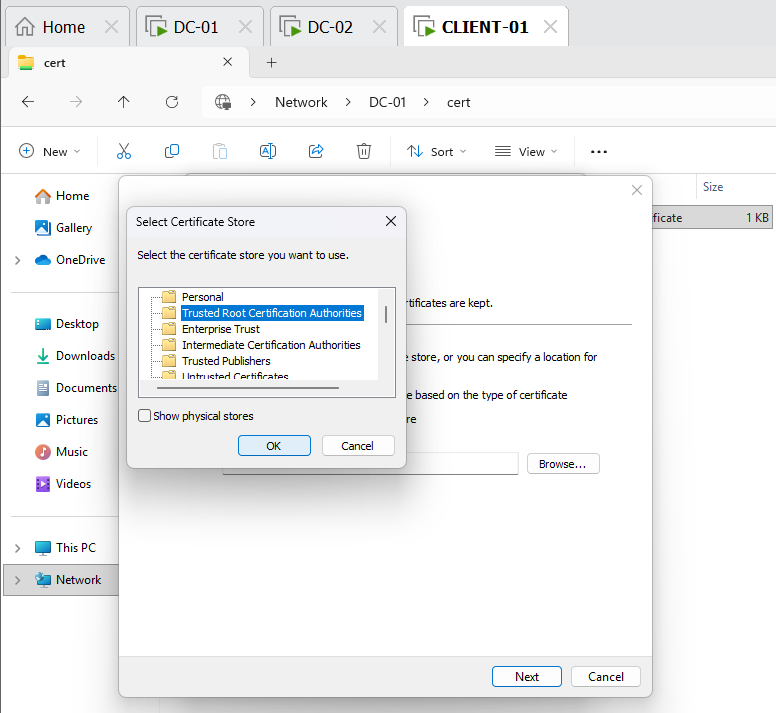 Home
DC-01
DC-02
CLIENT-01
cert
Network > DC-01 > cert
New
Sort
View
Size
Home
Gallery
OneDrive
Desktop
Downloads
Documents
Pictures
Music
Videos
This PC
Network
ficate 1 KB
Select Certificate Store
Select the certificate store you want to use.
Personal
Trusted Root Certification Authorities
Enterprise Trust
Intermediate Certification Authorities
Trusted Publishers
Untrusted Certificates
Show physical stores
OK
Cancel
rtificates are kept.
e store, or you can specify a location for
e based on the type of certificate
re
Browse...
Next
Cancel